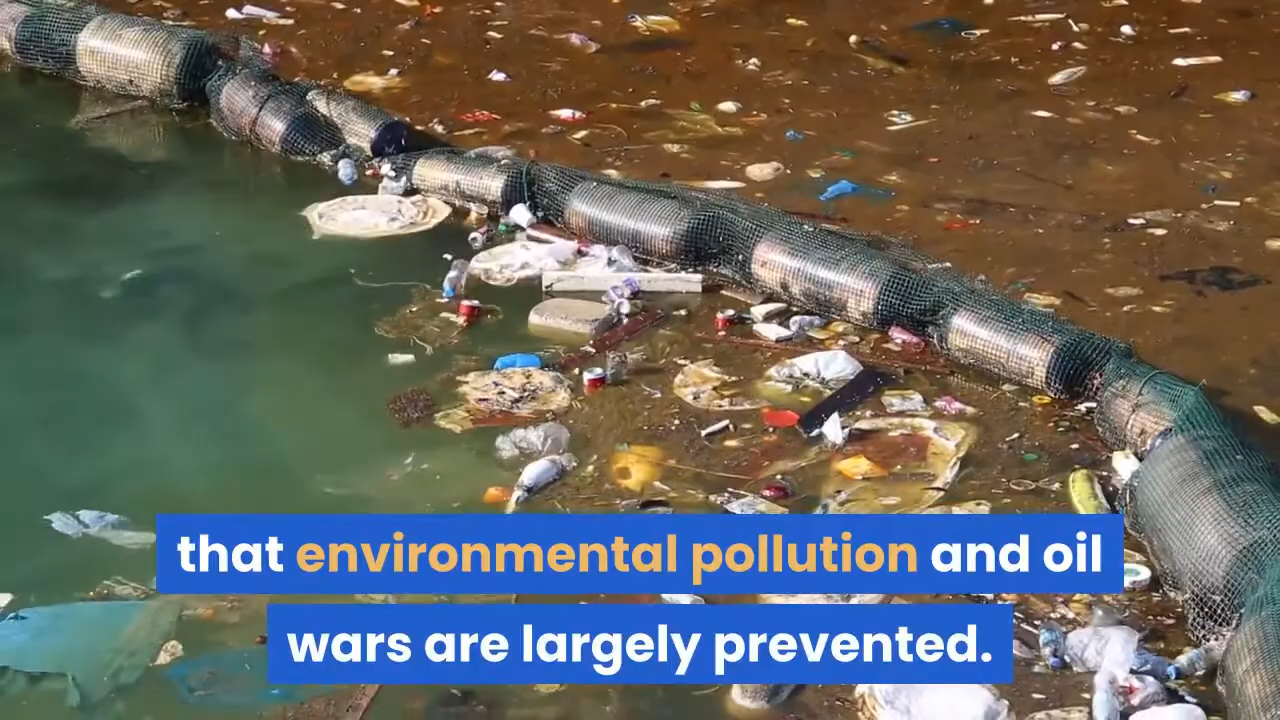 that environmental pollution and oil
wars are largely prevented.